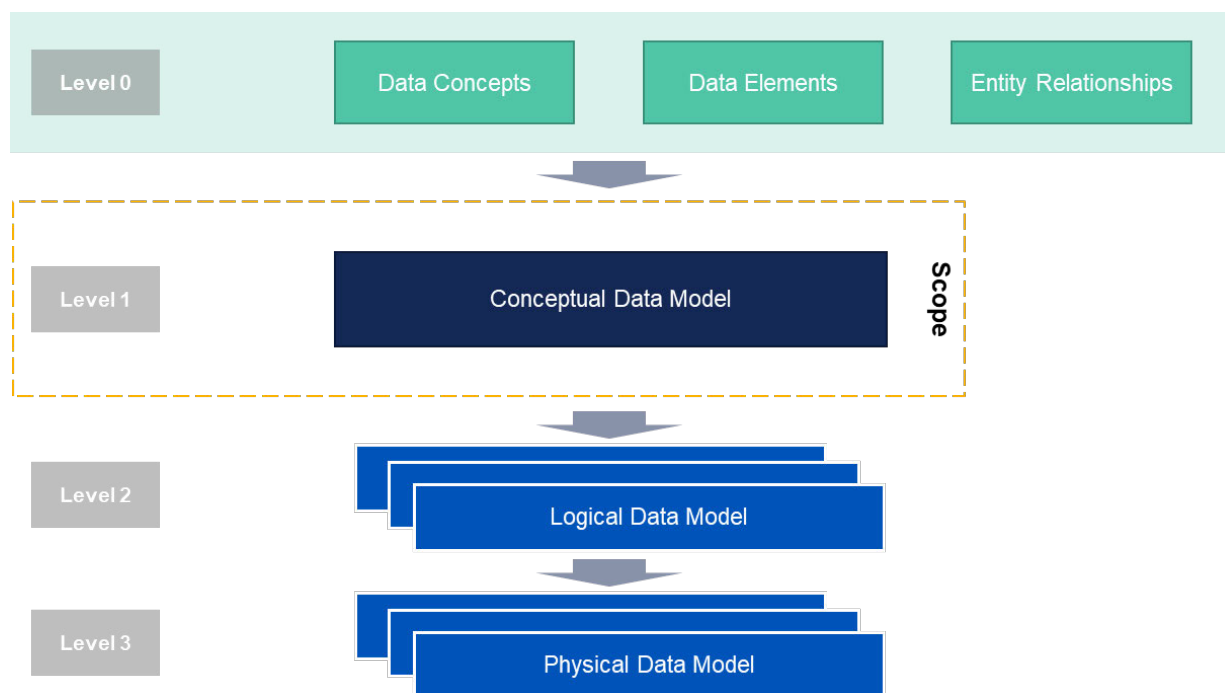 Level 0
Data Concepts
Data Elements
Entity Relationships
Level 1
Conceptual Data Model
Scope
Level 2
Logical Data Model
Level 3
Physical Data Model